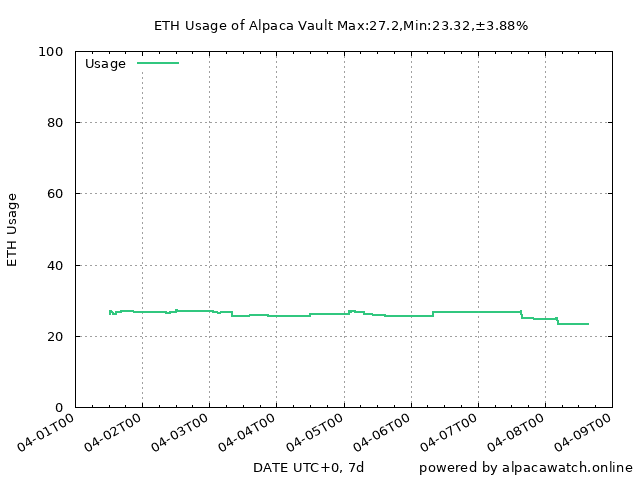 ETH Usage of Alpaca Vault Max:27.2,Min:23.32,±3.88%
Usage
100
80
60
40
20
0
ETH Usage
04-01T00
04-02T00
04-03T00
04-04T00
04-05T00
04-06T00
04-07T00
04-08T00
04-09T00
DATE UTC+0, 7d
powered by alpacawatch.online